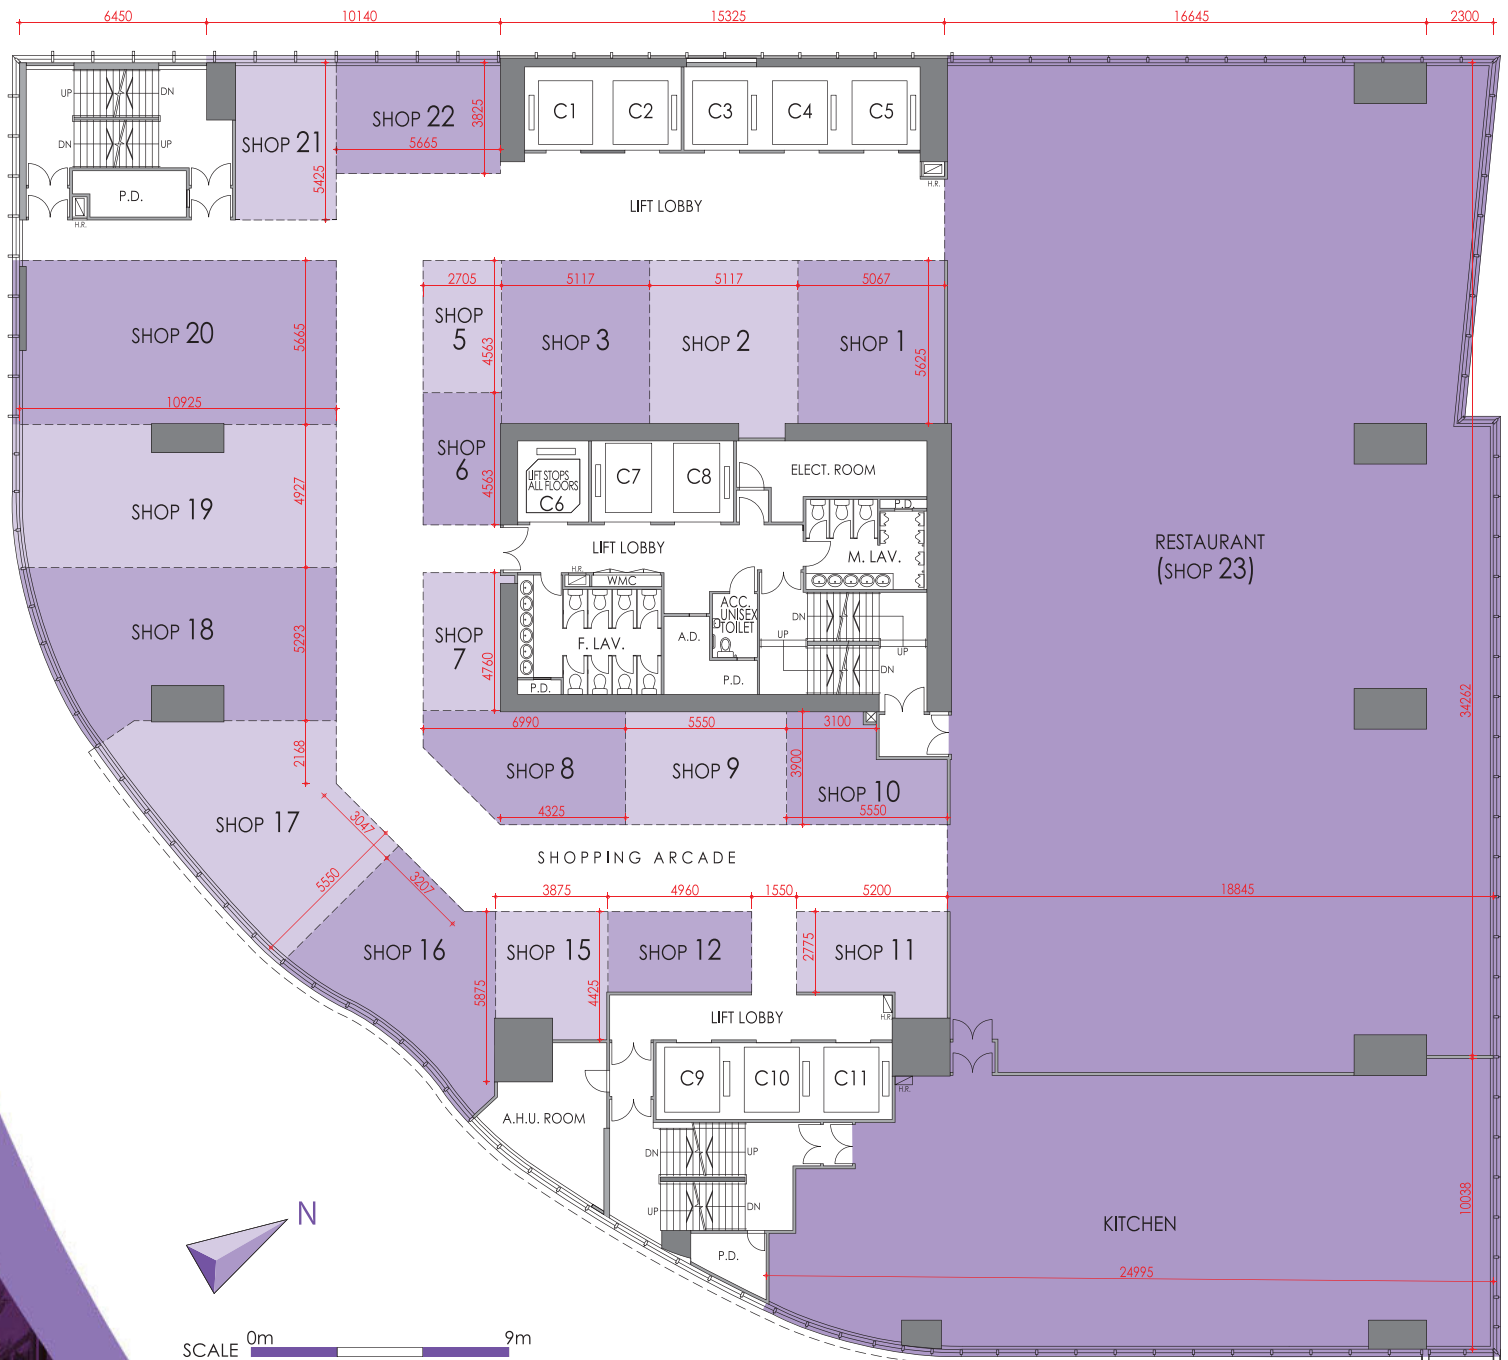 6450 10140 15325 16645 2300
UP DN
DN UP
P.D.
H.R.
SHOP 21
5425
SHOP 22
5665
3825
C1 C2 C3 C4 C5
H.R.
LIFT LOBBY
2705 5117 5117 5067
SHOP 20
5665
10925
SHOP
5
4563
SHOP 3
SHOP 2
SHOP 1
5625
SHOP
6
4563
LIFT STOPS
ALL FLOORS
C6
C7 C8
ELECT. ROOM
P.D.
SHOP 19
4927
LIFT LOBBY
M. LAV.
H.R.
WMC
RESTAURANT
(SHOP 23)
SHOP 18
5293
SHOP
7
4760
F. LAV.
P.D.
A.D.
ACC.
UNISEX
TOILET
P.D.
DN
UP
UP
DN
34262
2168
6990 5550 3100
SHOP 8
4325
SHOP 9
3900
SHOP 10
5550
SHOP 17
3047
5550
3207
SHOPPING ARCADE
3875 4960 1550 5200 18845
SHOP 16
5875
SHOP 15
4425
SHOP 12
2775
SHOP 11
LIFT LOBBY
H.R.
C9 C10 C11
H.R.
A.H.U. ROOM
DN UP
UP DN
P.D.
KITCHEN
10038
24995
N
SCALE 0m 9m